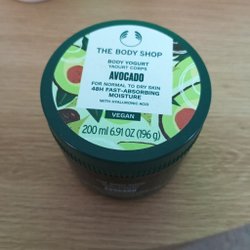 THE BODY SHOP
BODY YOGURT
YAOURT CORPS
AVOCADO
FOR NORMAL TO DRY SKIN
48H FAST-ABSORBING
MOISTURE
WITH HYALURONIC ACID
VEGAN
200 ml 6.91 OZ (196 g)